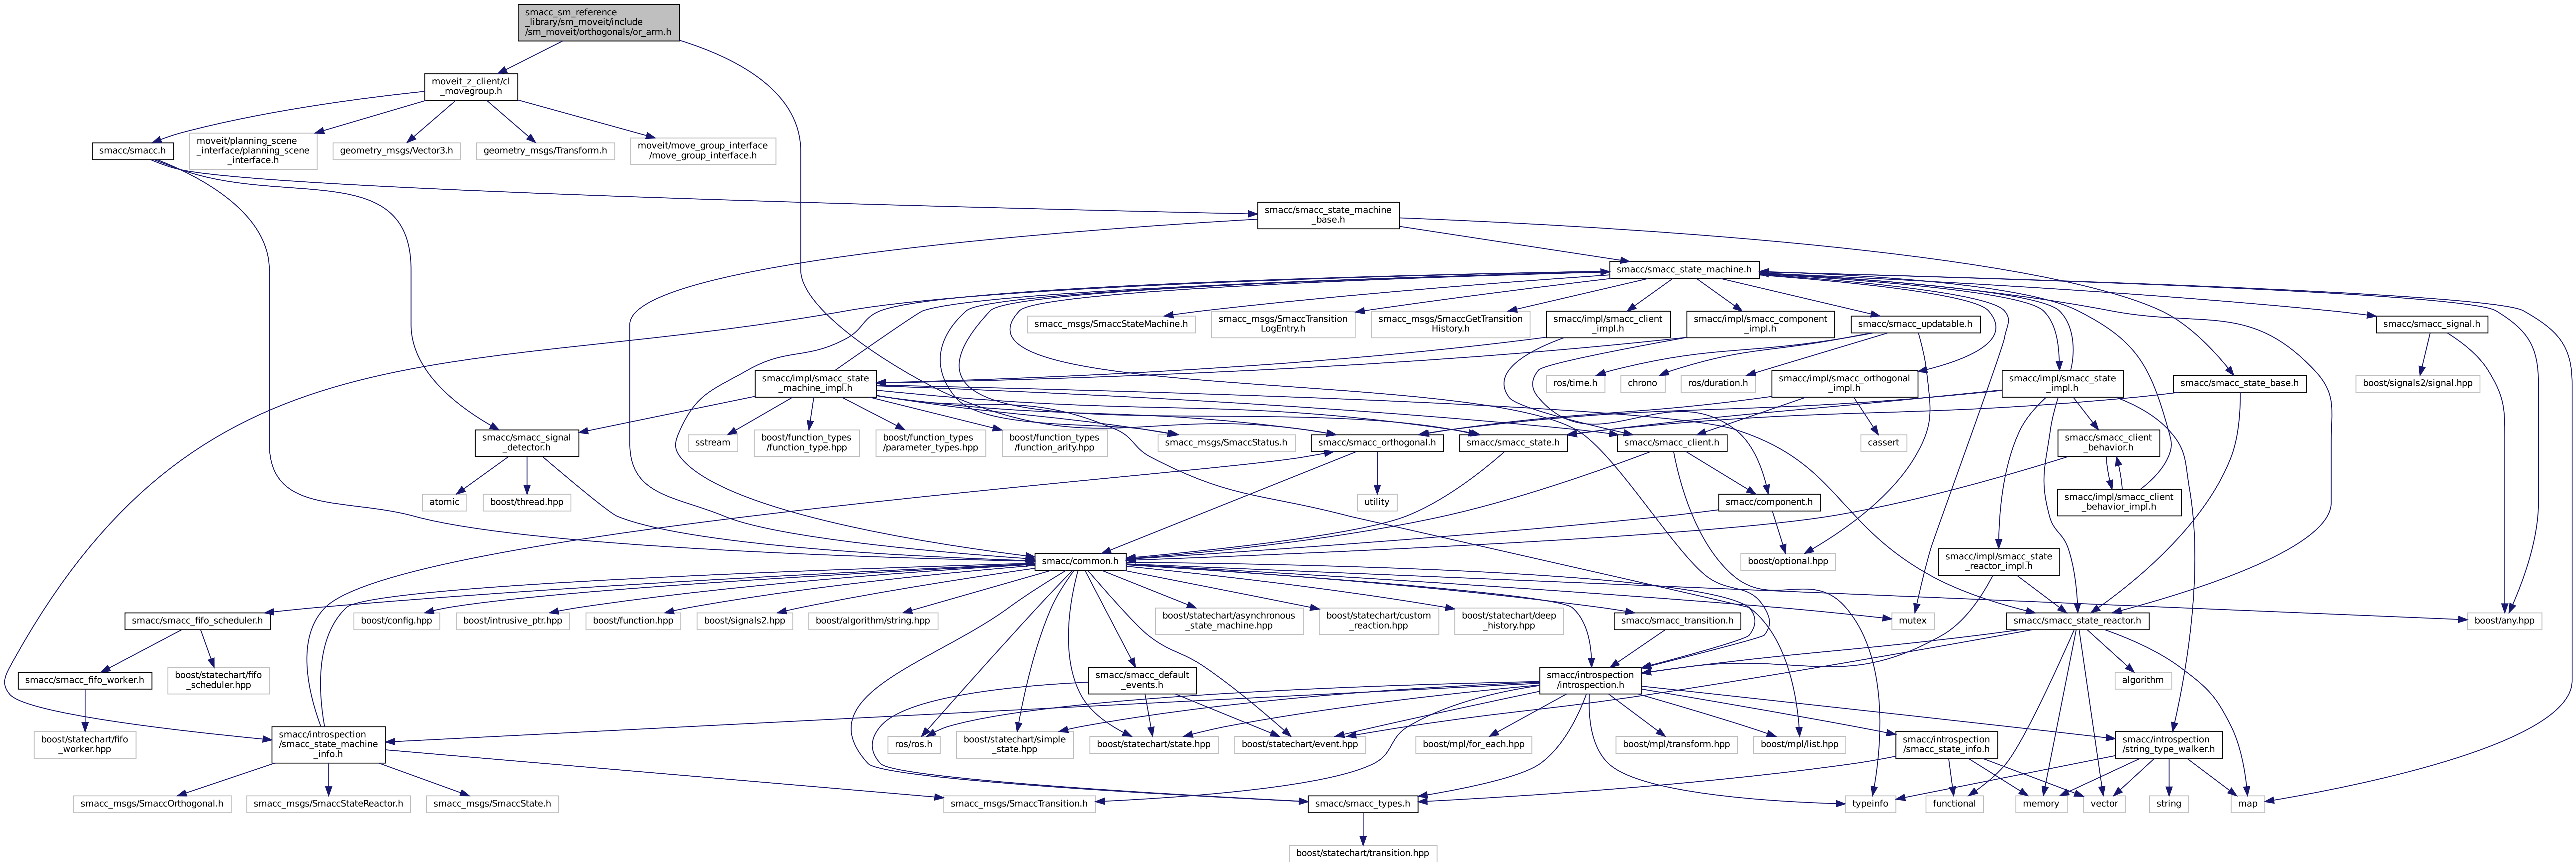 smacc_sm_reference
_library/sm_moveit/include
/sm_moveit/orthogonals/or_arm.h
moveit_z_client/cl
_movegroup.h
smacc/smacc.h
moveit/planning_scene
_interface/planning_scene
_interface.h
geometry_msgs/Vector3.h
geometry_msgs/Transform.h
moveit/move_group_interface
/move_group_interface.h
smacc/smacc_state_machine
_base.h
smacc/smacc_state_machine.h
smacc_msgs/SmaccStateMachine.h
smacc_msgs/SmaccTransition
LogEntry.h
smacc_msgs/SmaccGetTransition
History.h
smacc/impl/smacc_client
_impl.h
smacc/impl/smacc_component
_impl.h
smacc/smacc_updatable.h
smacc/smacc_signal.h
smacc/impl/smacc_state
_machine_impl.h
ros/time.h
chrono
ros/duration.h
smacc/impl/smacc_orthogonal
_impl.h
smacc/impl/smacc_state
_impl.h
smacc/smacc_state_base.h
boost/signals2/signal.hpp
smacc/smacc_signal
_detector.h
sstream
boost/function_types
/function_type.hpp
boost/function_types
/parameter_types.hpp
boost/function_types
/function_arity.hpp
smacc_msgs/SmaccStatus.h
smacc/smacc_orthogonal.h
smacc/smacc_state.h
smacc/smacc_client.h
cassert
smacc/smacc_client
_behavior.h
atomic
boost/thread.hpp
utility
smacc/component.h
smacc/impl/smacc_client
_behavior_impl.h
smacc/common.h
boost/optional.hpp
smacc/impl/smacc_state
_reactor_impl.h
smacc/smacc_fifo_scheduler.h
boost/config.hpp
boost/intrusive_ptr.hpp
boost/function.hpp
boost/signals2.hpp
boost/algorithm/string.hpp
boost/statechart/asynchronous
_state_machine.hpp
boost/statechart/custom
_reaction.hpp
boost/statechart/deep
_history.hpp
smacc/smacc_transition.h
mutex
smacc/smacc_state_reactor.h
boost/any.hpp
smacc/smacc_fifo_worker.h
boost/statechart/fifo
_scheduler.hpp
smacc/smacc_default
_events.h
smacc/introspection
/introspection.h
algorithm
boost/statechart/fifo
_worker.hpp
smacc/introspection
/smacc_state_machine
_info.h
ros/ros.h
boost/statechart/simple
_state.hpp
boost/statechart/state.hpp
boost/statechart/event.hpp
boost/mpl/for_each.hpp
boost/mpl/transform.hpp
boost/mpl/list.hpp
smacc/introspection
/smacc_state_info.h
smacc/introspection
/string_type_walker.h
smacc_msgs/SmaccOrthogonal.h
smacc_msgs/SmaccStateReactor.h
smacc_msgs/SmaccState.h
smacc_msgs/SmaccTransition.h
smacc/smacc_types.h
typeinfo
functional
memory
vector
string
map
boost/statechart/transition.hpp